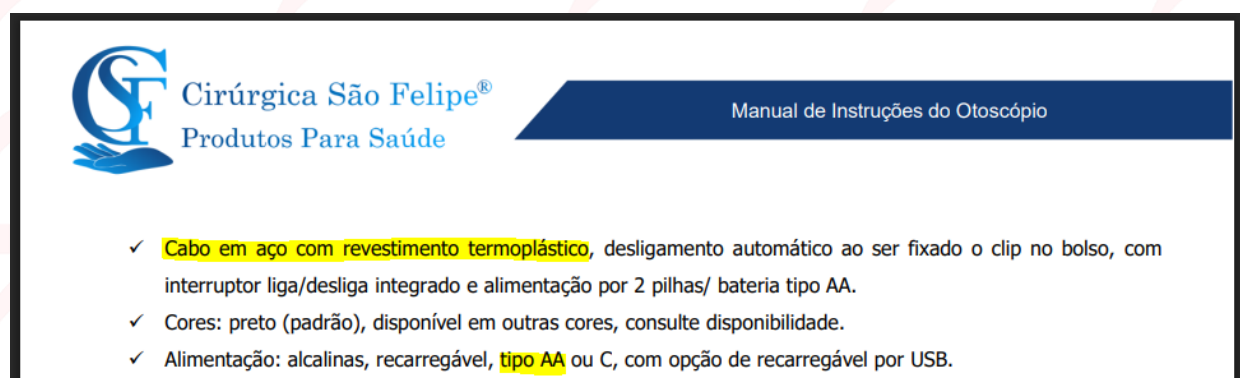 Cirúrgica São Felipe®
Produtos Para Saúde
Manual de Instruções do Otoscópio
✓ Cabo em aço com revestimento termoplástico, desligamento automático ao ser fixado o clip no bolso, com
interruptor liga/desliga integrado e alimentação por 2 pilhas/ bateria tipo AA.
✓ Cores: preto (padrão), disponível em outras cores, consulte disponibilidade.
✓ Alimentação: alcalinas, recarregável, tipo AA ou C, com opção de recarregável por USB.